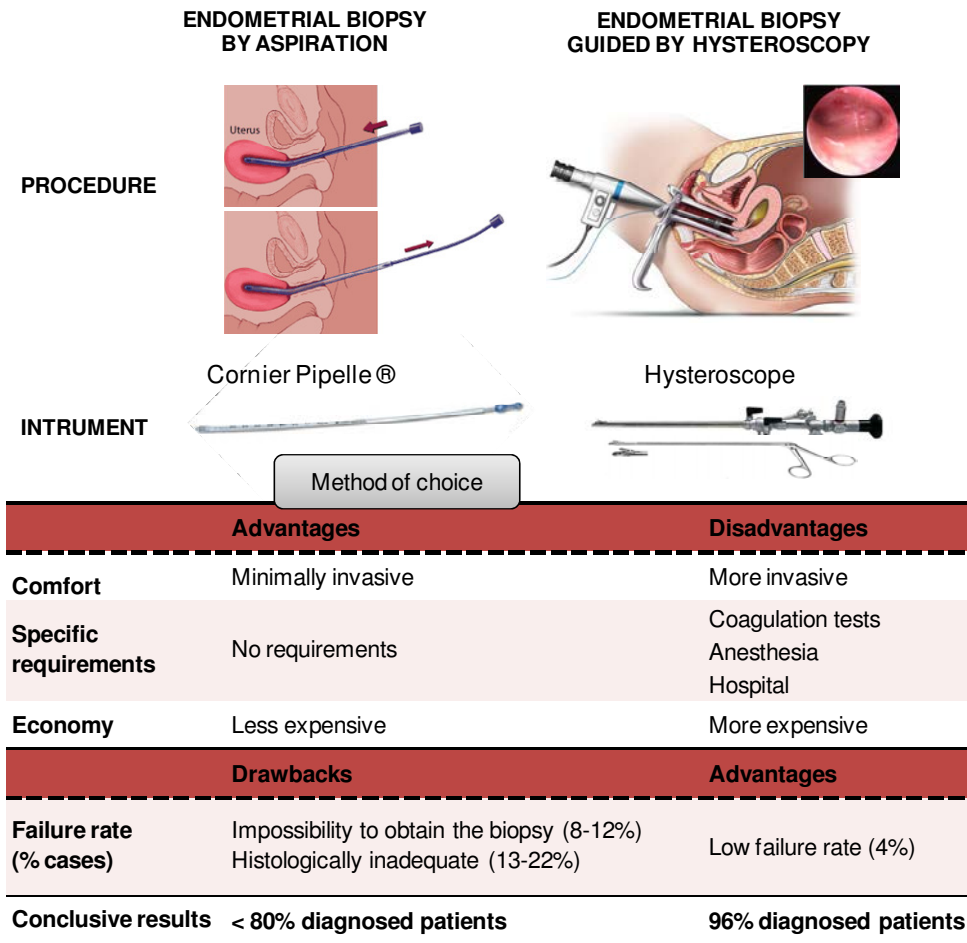 ENDOMETRIAL BIOPSY
BY ASPIRATION
ENDOMETRIAL BIOPSY
GUIDED BY HYSTEROSCOPY
PROCEDURE
Uterus
INTRUMENT
Cornier Pipelle ®
Hysteroscope
Method of choice
Advantages
Disadvantages
Comfort
Minimally invasive
More invasive
Specific
requirements
No requirements
Coagulation tests
Anesthesia
Hospital
Economy
Less expensive
More expensive
Drawbacks
Advantages
Failure rate
(% cases)
Impossibility to obtain the biopsy (8-12%)
Histologically inadequate (13-22%)
Low failure rate (4%)
Conclusive results
< 80% diagnosed patients
96% diagnosed patients